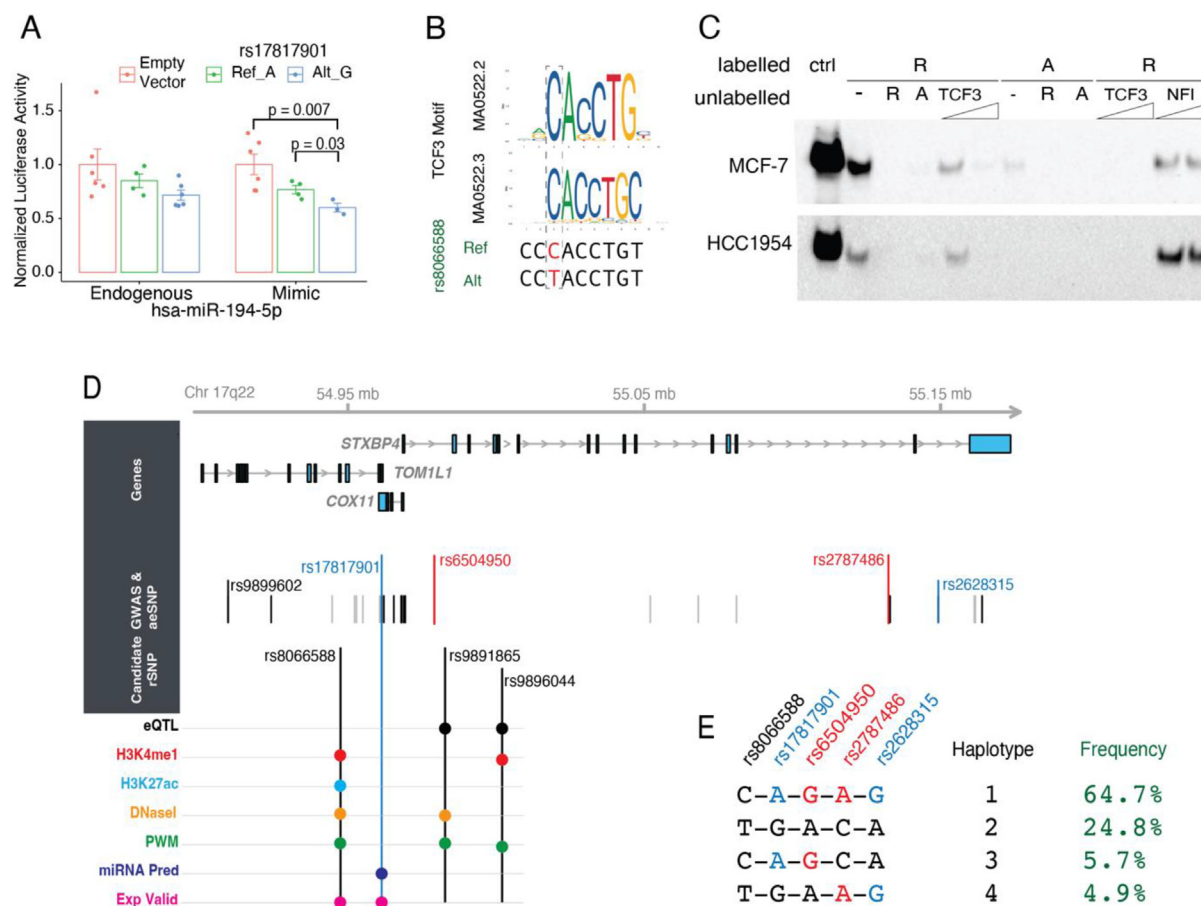 A
rs17817901
Empty Vector
Ref_A
Alt_G
Normalized Luciferase Activity
1.5
1.0
0.5
0.0
p = 0.007
p = 0.03
Endogenous
Mimic
hsa-miR-194-5p
B
TCF3 Motif
MA0522.2
CACCTG
MA0522.3
CACCTGC
rs8066588
Ref CCCACCTGT
Alt CCTACCTGT
C
labelled ctrl R A R
unlabelled - R A TCF3 - R A TCF3 NFI
MCF-7
HCC1954
D
Chr 17q22 54.95 mb 55.05 mb 55.15 mb
Genes
STXBP4
TOM1L1
COX11
GWAS & aeSNP
rs17817901 rs6504950 rs2787486
rs9899602 rs2628315
Candidate rSNP
rs8066588 rs9891865
rs9896044
eQTL
H3K4me1
H3K27ac
DNaseI
PWM
miRNA Pred
Exp Valid
E
rs8066588 rs17817901 rs6504950 rs2787486 rs2628315
Haplotype Frequency
C-A-G-A-G 1 64.7%
T-G-A-C-A 2 24.8%
C-A-G-C-A 3 5.7%
T-G-A-A-G 4 4.9%